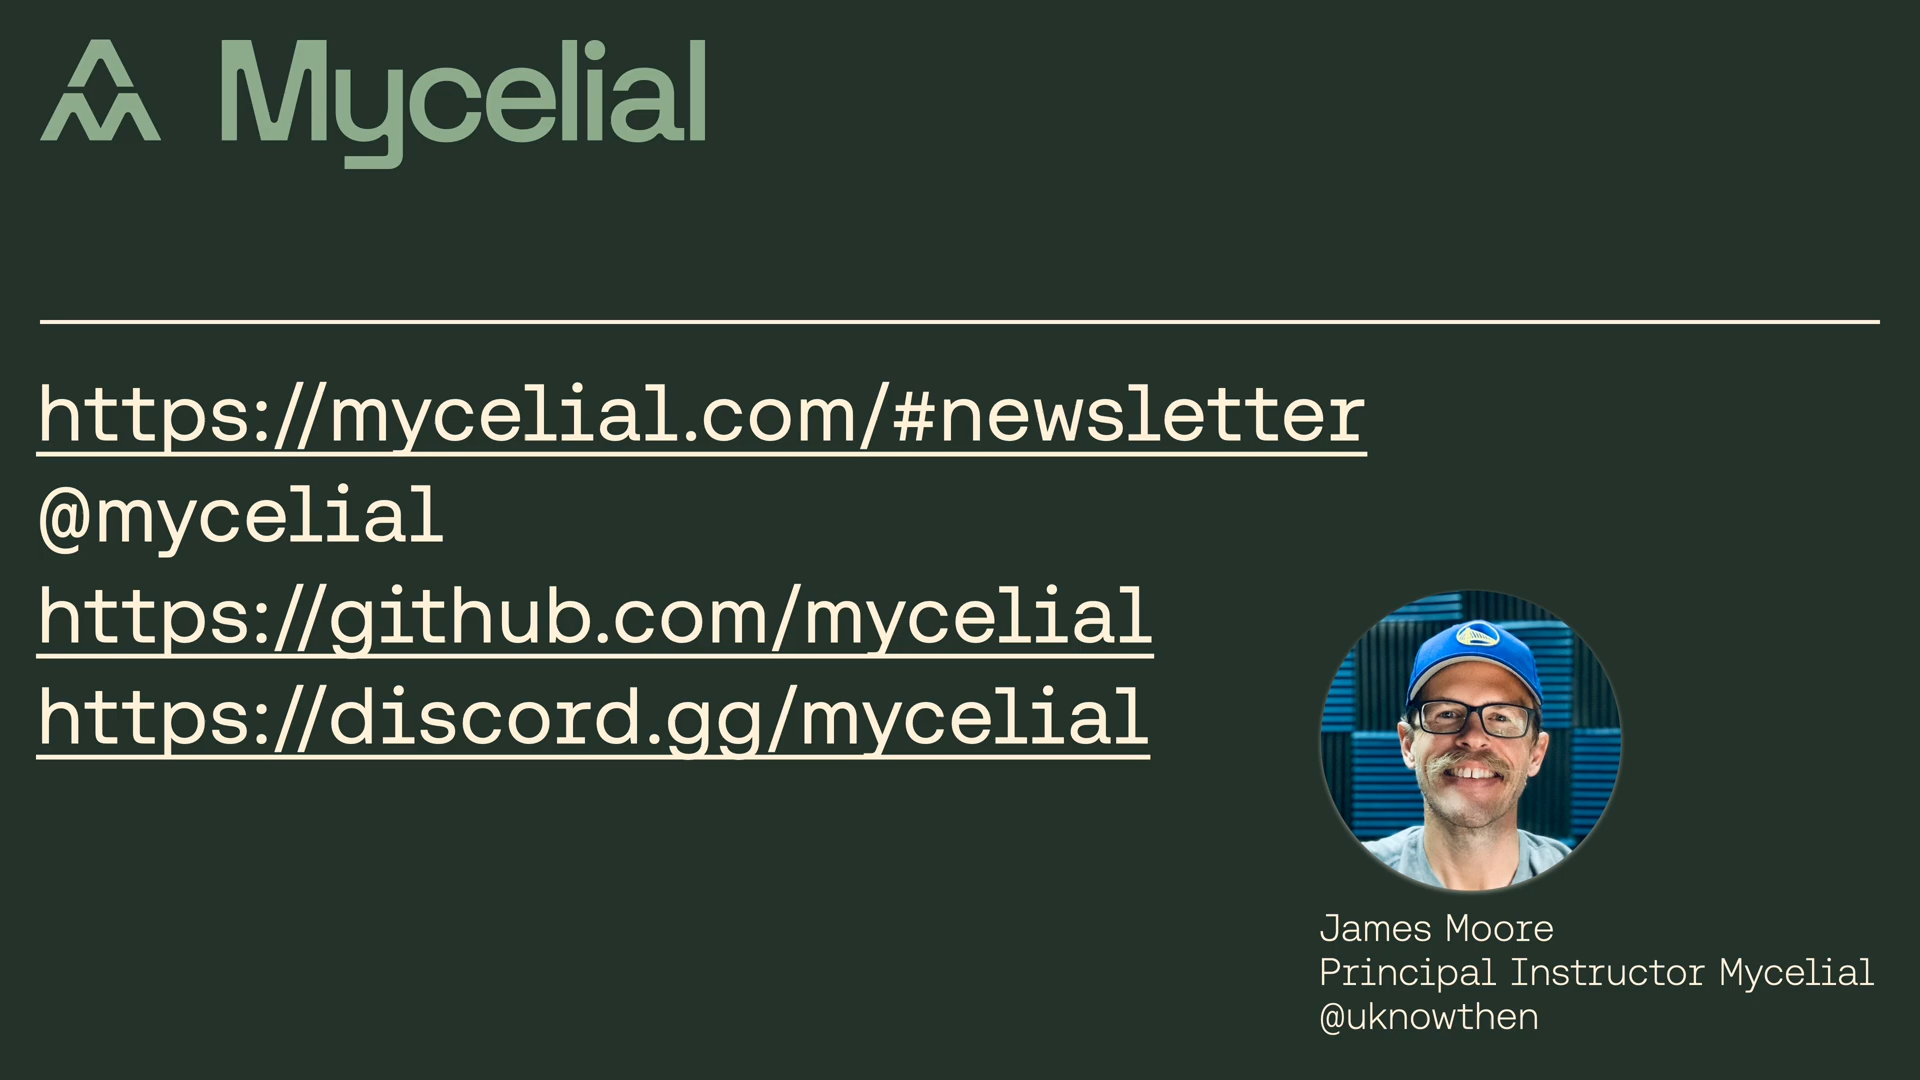 Mycelial
https://mycelial.com/#newsletter
@mycelial
https://github.com/mycelial
https://discord.gg/mycelial
James Moore
Principal Instructor Mycelial
@uknowthen